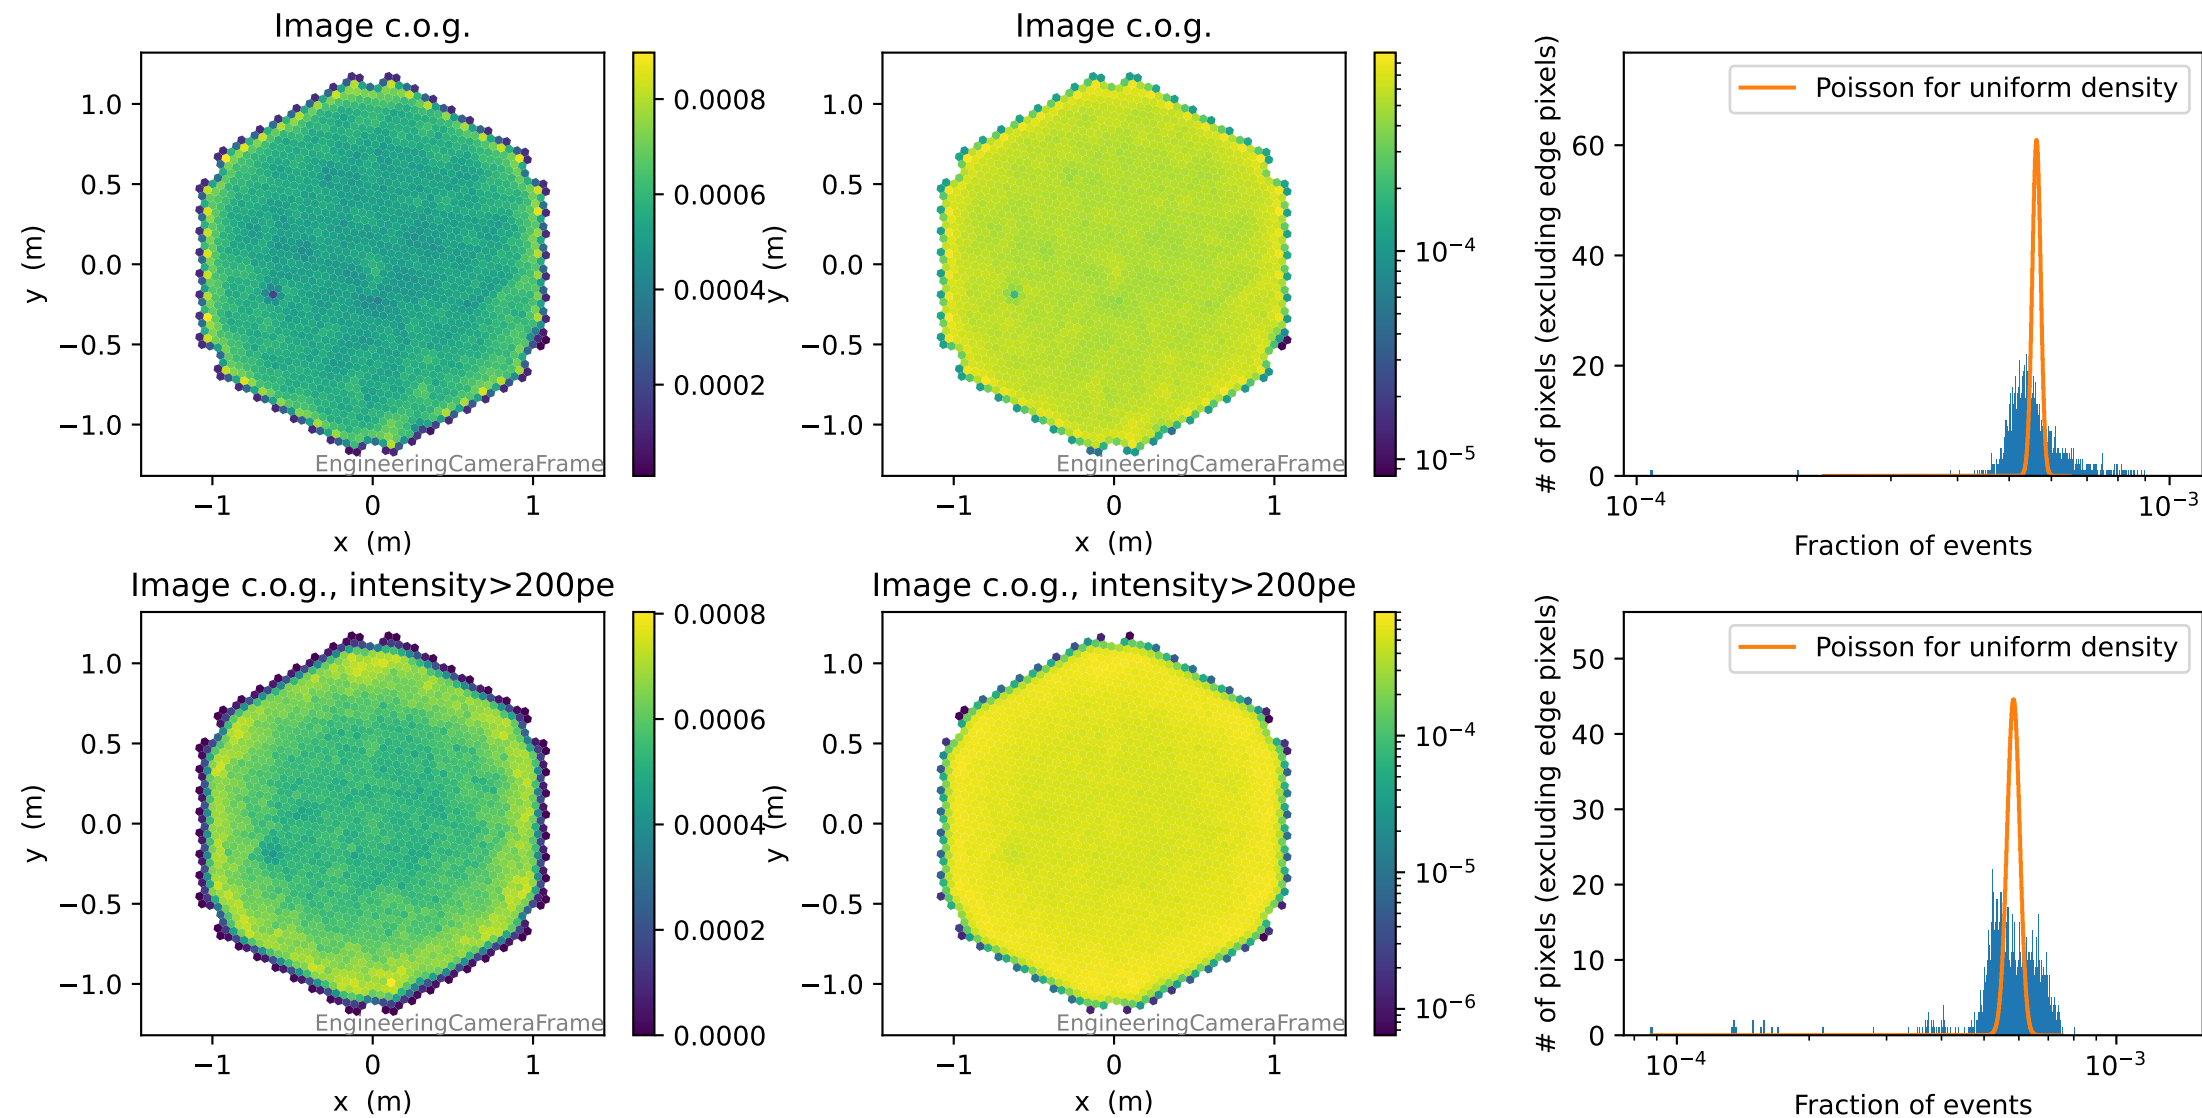 Image c.o.g.
1.0
0.5
0.0
−0.5
−1.0
y (m)
−1 0 1
x (m)
EngineeringCameraFrame
0.0008
0.0006
0.0004
0.0002
Image c.o.g.
1.0
0.5
0.0
−0.5
−1.0
y (m)
−1 0 1
x (m)
EngineeringCameraFrame
10⁻⁴
10⁻⁵
# of pixels (excluding edge pixels)
60
40
20
0
Poisson for uniform density
10⁻⁴ 10⁻³
Fraction of events
Image c.o.g., intensity>200pe
1.0
0.5
0.0
−0.5
−1.0
y (m)
−1 0 1
x (m)
EngineeringCameraFrame
0.0008
0.0006
0.0004
0.0002
0.0000
Image c.o.g., intensity>200pe
1.0
0.5
0.0
−0.5
−1.0
y (m)
−1 0 1
x (m)
EngineeringCameraFrame
10⁻⁴
10⁻⁵
10⁻⁶
# of pixels (excluding edge pixels)
50
40
30
20
10
0
Poisson for uniform density
10⁻⁴ 10⁻³
Fraction of events